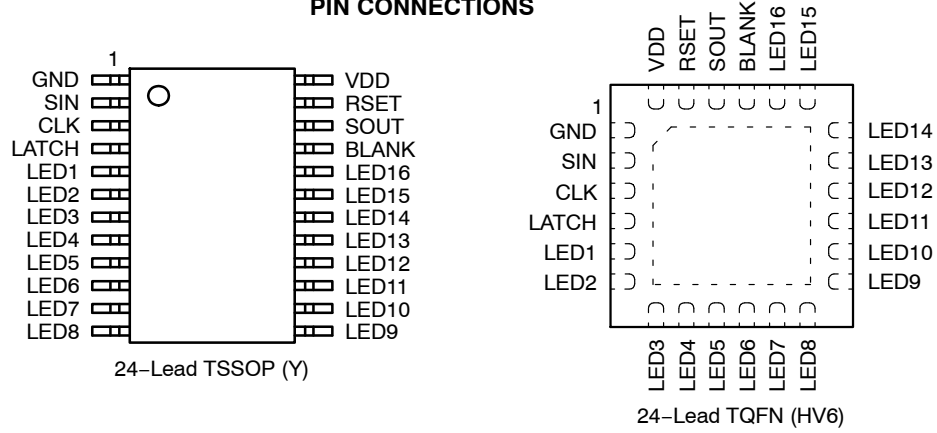 PIN CONNECTIONS
1
GND
SIN
CLK
LATCH
LED1
LED2
LED3
LED4
LED5
LED6
LED7
LED8
VDD
RSET
SOUT
BLANK
LED16
LED15
LED14
LED13
LED12
LED11
LED10
LED9
24−Lead TSSOP (Y)
VDD
RSET
SOUT
BLANK
LED16
LED15
1
GND
SIN
CLK
LATCH
LED1
LED2
LED14
LED13
LED12
LED11
LED10
LED9
LED3
LED4
LED5
LED6
LED7
LED8
24−Lead TQFN (HV6)